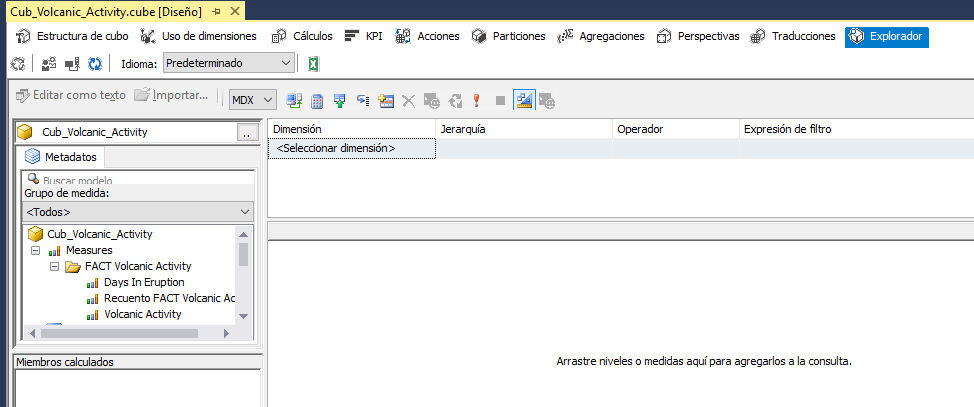 Cub_Volcanic_Activity.cube [Diseño]
Estructura de cubo Uso de dimensiones Cálculos KPI Acciones Particiones Agregaciones Perspectivas Traducciones Explorador
Idioma: Predeterminado
Editar como texto Importar... MDX
Cub_Volcanic_Activity ..
Metadatos
Buscar modelo
Grupo de medida:
<Todos>
Cub_Volcanic_Activity
Measures
FACT Volcanic Activity
Days In Eruption
Recuento FACT Volcanic Ac
Volcanic Activity
Miembros calculados
Dimensión Jerarquía Operador Expresión de filtro
<Seleccionar dimensión>
Arrastre niveles o medidas aquí para agregarlos a la consulta.